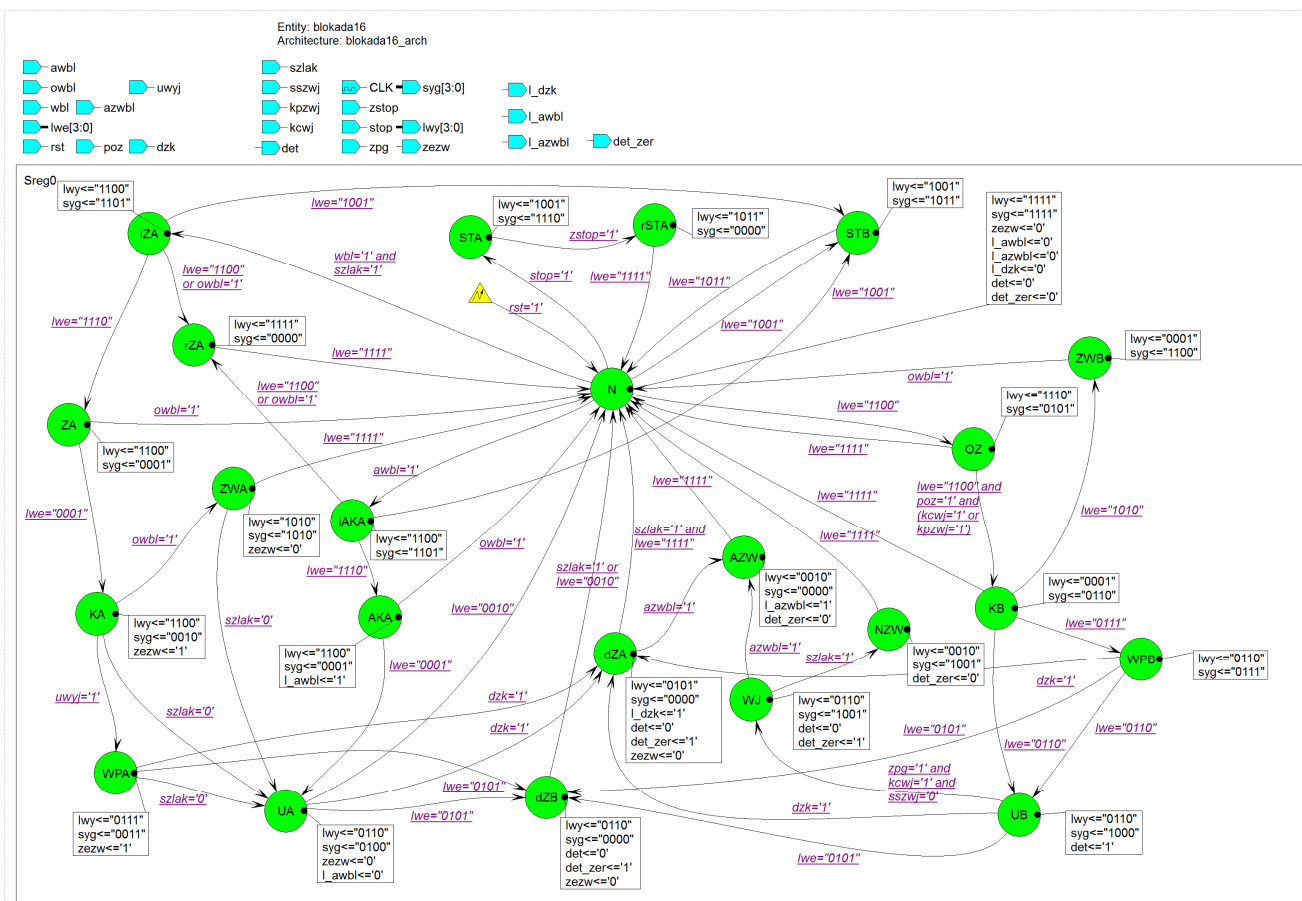 Entity: blokada16
Architecture: blokada16_arch
awbl
owbl
uwyj
wbl
azwbl
lwe[3:0]
rst
poz
dzk
szlak
sszwj
CLK
syg[3:0]
kpzwj
zstop
kcwj
stop
lwy[3:0]
det
zpg
zezw
l_dzk
l_awbl
l_azwbl
det_zer
Sreg0
lwy<="1100"
syg<="1101"
iZA
lwe="1001"
lwy<="1001"
syg<="1110"
STA
zstop='1'
rSTA
lwy<="1011"
syg<="0000"
STB
lwy<="1001"
syg<="1011"
lwy<="1111"
syg<="1111"
zezw<='0'
l_awbl<='0'
l_azwbl<='0'
l_dzk<='0'
det<='0'
det_zer<='0'
lwe="1100"
or owbl='1'
wbl='1' and
szlak='1'
stop='1'
lwe="1111"
lwe="1011"
lwe="1001"
rst='1'
lwe="1110"
lwy<="1111"
syg<="0000"
rZA
lwe="1001"
lwy<="0001"
syg<="1100"
ZWB
owbl='1'
lwe="1100"
or owbl='1'
N
lwe="1100"
lwy<="1110"
syg<="0101"
owbl='1'
ZA
lwy<="1100"
syg<="0001"
lwe="1111"
OZ
lwe="1111"
awbl='1'
lwe="1111"
lwe="1100" and
poz='1' and
(kcwj='1' or
kpzwj='1')
ZWA
lwe="1111"
lwe="1010"
lwe="0001"
lwy<="1010"
syg<="1010"
zezw<='0'
iAKA
lwy<="1100"
syg<="1101"
szlak='1' and
lwe="1111"
lwe="1111"
owbl='1'
owbl='1'
AZW
lwy<="0010"
syg<="0000"
l_azwbl<='1'
det_zer<='0'
lwe="1110"
szlak='1' or
lwe="0010"
lwy<="0001"
syg<="0110"
KA
lwy<="1100"
syg<="0010"
zezw<='1'
szlak='0'
AKA
lwe="0010"
azwbl='1'
KB
lwe="0111"
NZW
lwy<="0010"
syg<="1001"
det_zer<='0'
lwy<="1100"
syg<="0001"
l_awbl<='1'
lwe="0001"
dZA
azwbl='1'
szlak='1'
WPB
lwy<="0110"
syg<="0111"
lwy<="0101"
syg<="0000"
l_dzk<='1'
det<='0'
det_zer<='1'
zezw<='0'
WJ
lwy<="0110"
syg<="1001"
det<='0'
det_zer<='1'
dzk='1'
uwyj='1'
szlak='0'
dzk='1'
dzk='1'
lwe="0101"
lwe="0110"
lwe="0110"
WPA
szlak='0'
lwe="0101"
zpg='1' and
kcwj='1' and
sszwj='0'
UA
lwe="0101"
dZB
dzk='1'
UB
lwy<="0110"
syg<="1000"
det<='1'
lwy<="0111"
syg<="0011"
zezw<='1'
lwy<="0110"
syg<="0100"
zezw<='0'
l_awbl<='0'
lwy<="0110"
syg<="0000"
det<='0'
det_zer<='1'
zezw<='0'
lwe="0101"